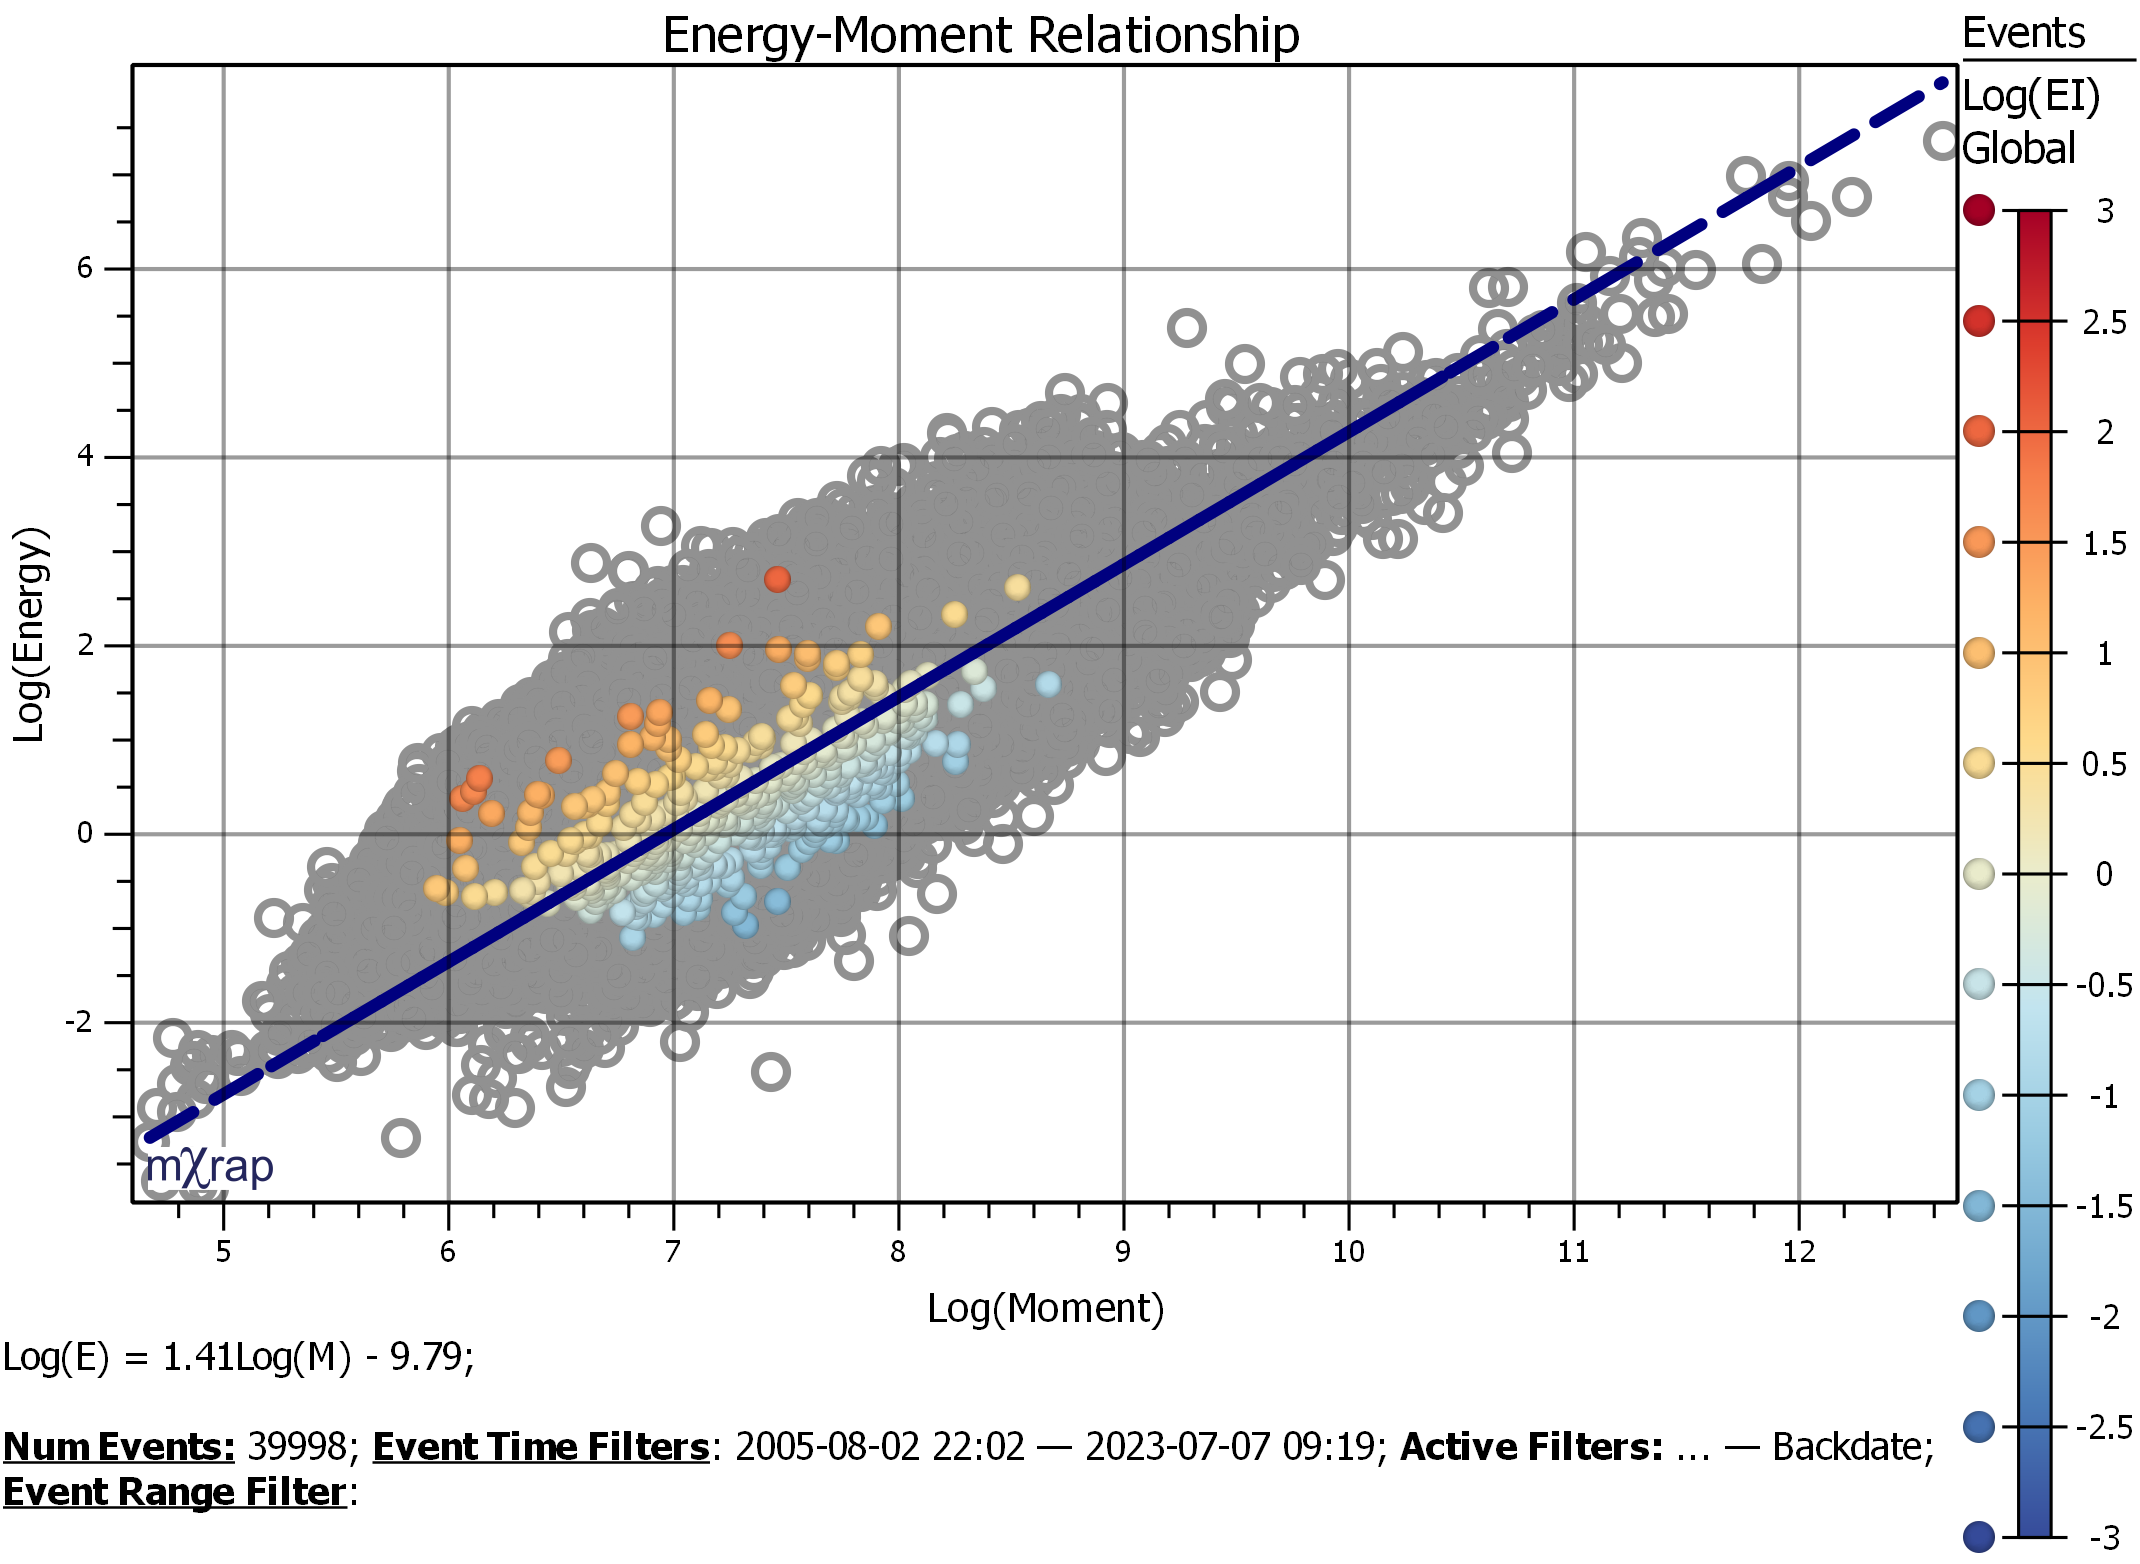 Energy-Moment Relationship
Events
Log(EI)
Global
3
2.5
2
1.5
1
0.5
0
-0.5
-1
-1.5
-2
-2.5
-3
Log(Energy)
6
4
2
0
-2
mχrap
5 6 7 8 9 10 11 12
Log(Moment)
Log(E) = 1.41Log(M) - 9.79;
Num Events: 39998; Event Time Filters: 2005-08-02 22:02 — 2023-07-07 09:19; Active Filters: ... — Backdate;
Event Range Filter: